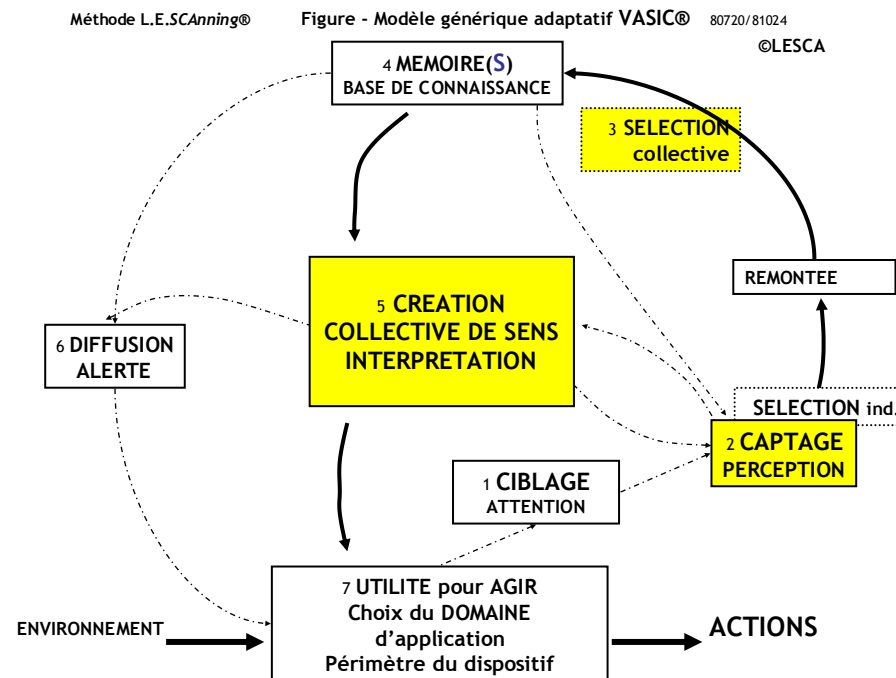 Méthode L.E.SCAnning® Figure - Modèle générique adaptatif VASIC® 80720/81024
©LESCA
4 MEMOIRE(S)
BASE DE CONNAISSANCE
3 SELECTION
collective
REMONTEE
5 CREATION
COLLECTIVE DE SENS
INTERPRETATION
6 DIFFUSION
ALERTE
SELECTION ind.
2 CAPTAGE
PERCEPTION
1 CIBLAGE
ATTENTION
7 UTILITE pour AGIR
Choix du DOMAINE
d'application
Périmètre du dispositif
ENVIRONNEMENT
ACTIONS